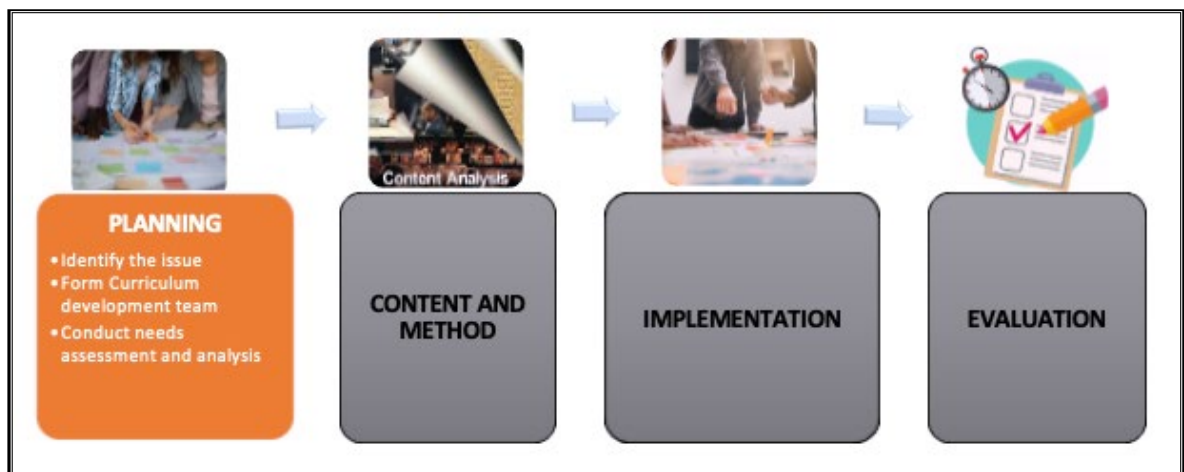 Content Analysis
PLANNING
•Identify the issue
•Form Curriculum
development team
•Conduct needs
assessment and analysis
CONTENT AND
METHOD
IMPLEMENTATION
EVALUATION